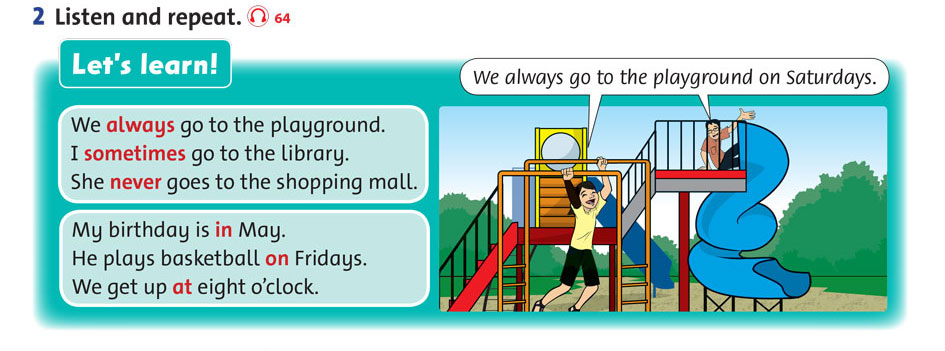 2 Listen and repeat. 64
Let's learn!
We always go to the playground on Saturdays.
We always go to the playground.
I sometimes go to the library.
She never goes to the shopping mall.
My birthday is in May.
He plays basketball on Fridays.
We get up at eight o'clock.